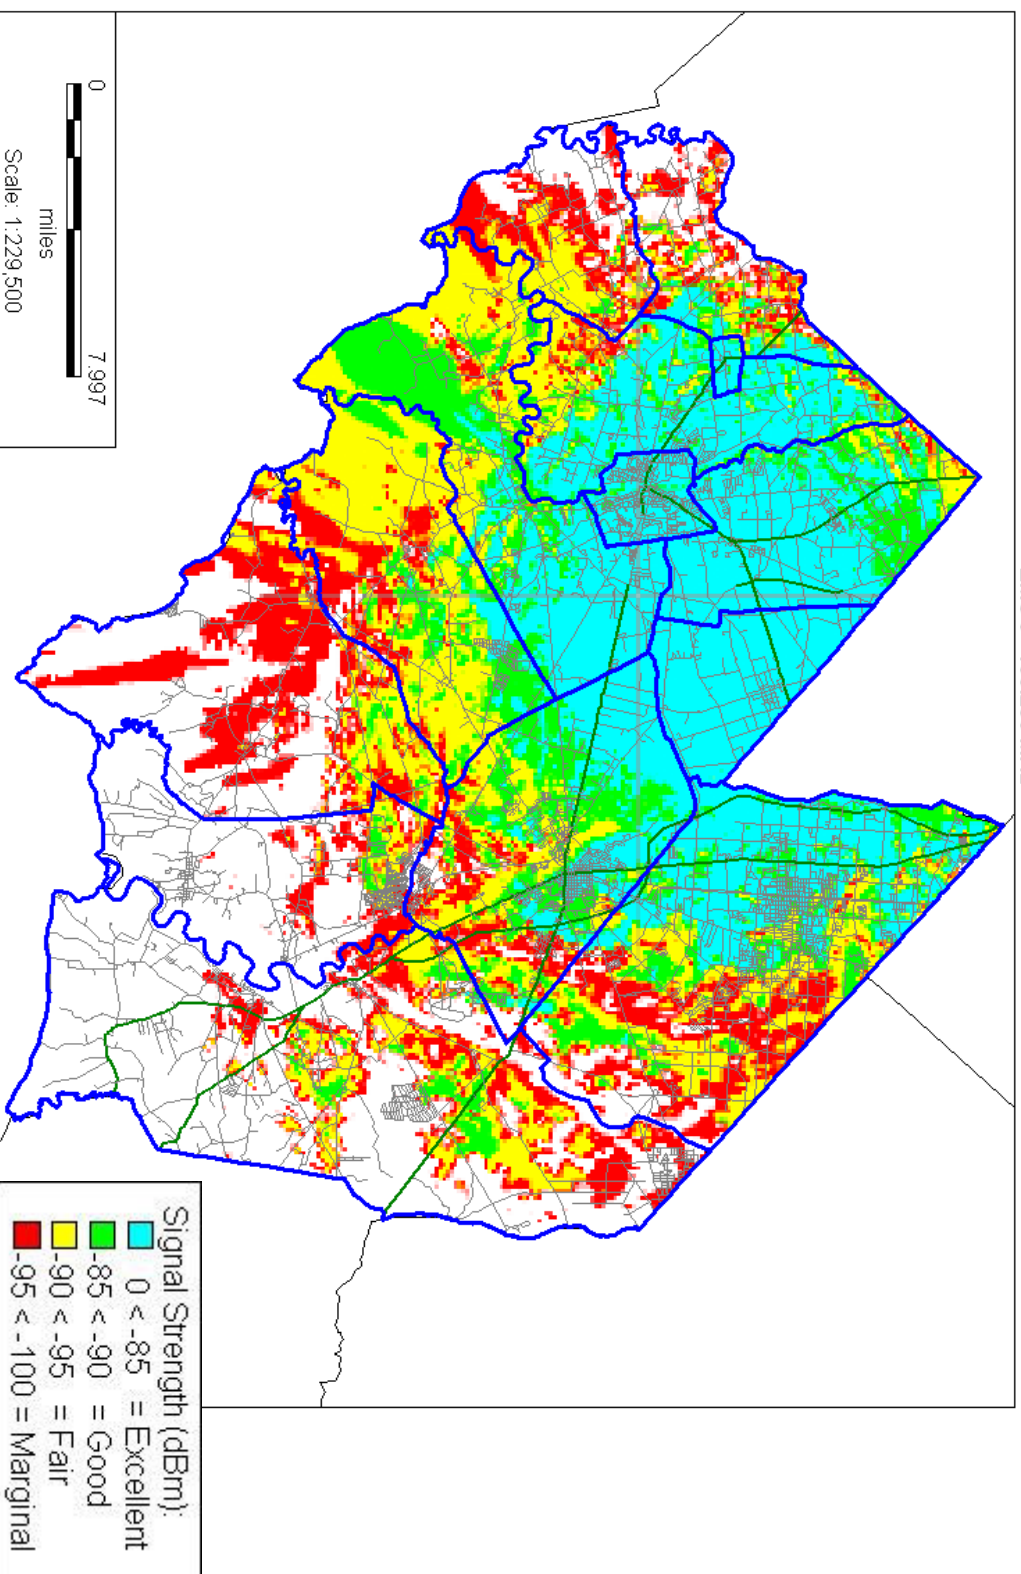 0 7.997
miles
Scale: 1:229,500
Signal Strength (dBm):
0 < -85 = Excellent
-85 < -90 = Good
-90 < -95 = Fair
-95 < -100 = Marginal